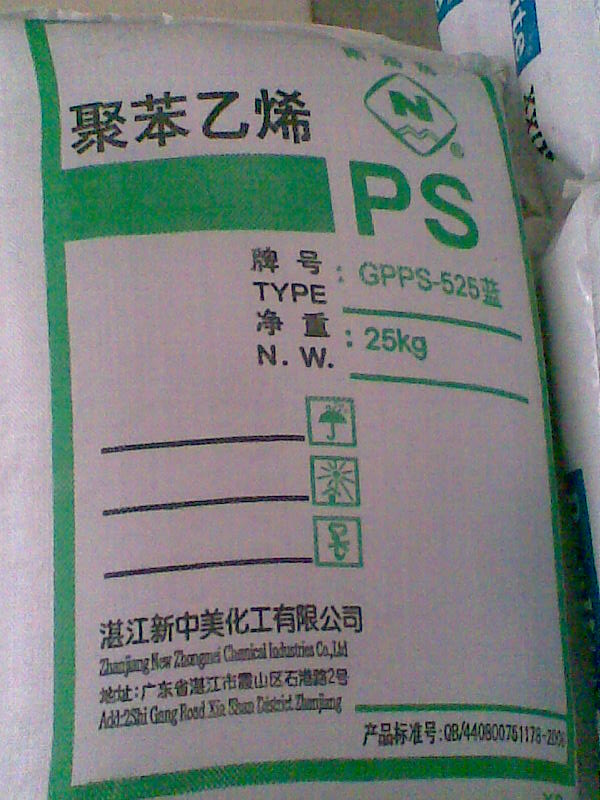 聚苯乙烯
N
®
PS
牌号: GPPS-525蓝
TYPE
净重: 25kg
N. W.
湛江新中美化工有限公司
Zhanjiang New Zhongmei Chemical Industries Co,Ltd
地址:广东省湛江市霞山区石港路2号
Add:2Shi Gang Road Xia Shan District Zhanjiang
产品标准号:QB/440800761178-